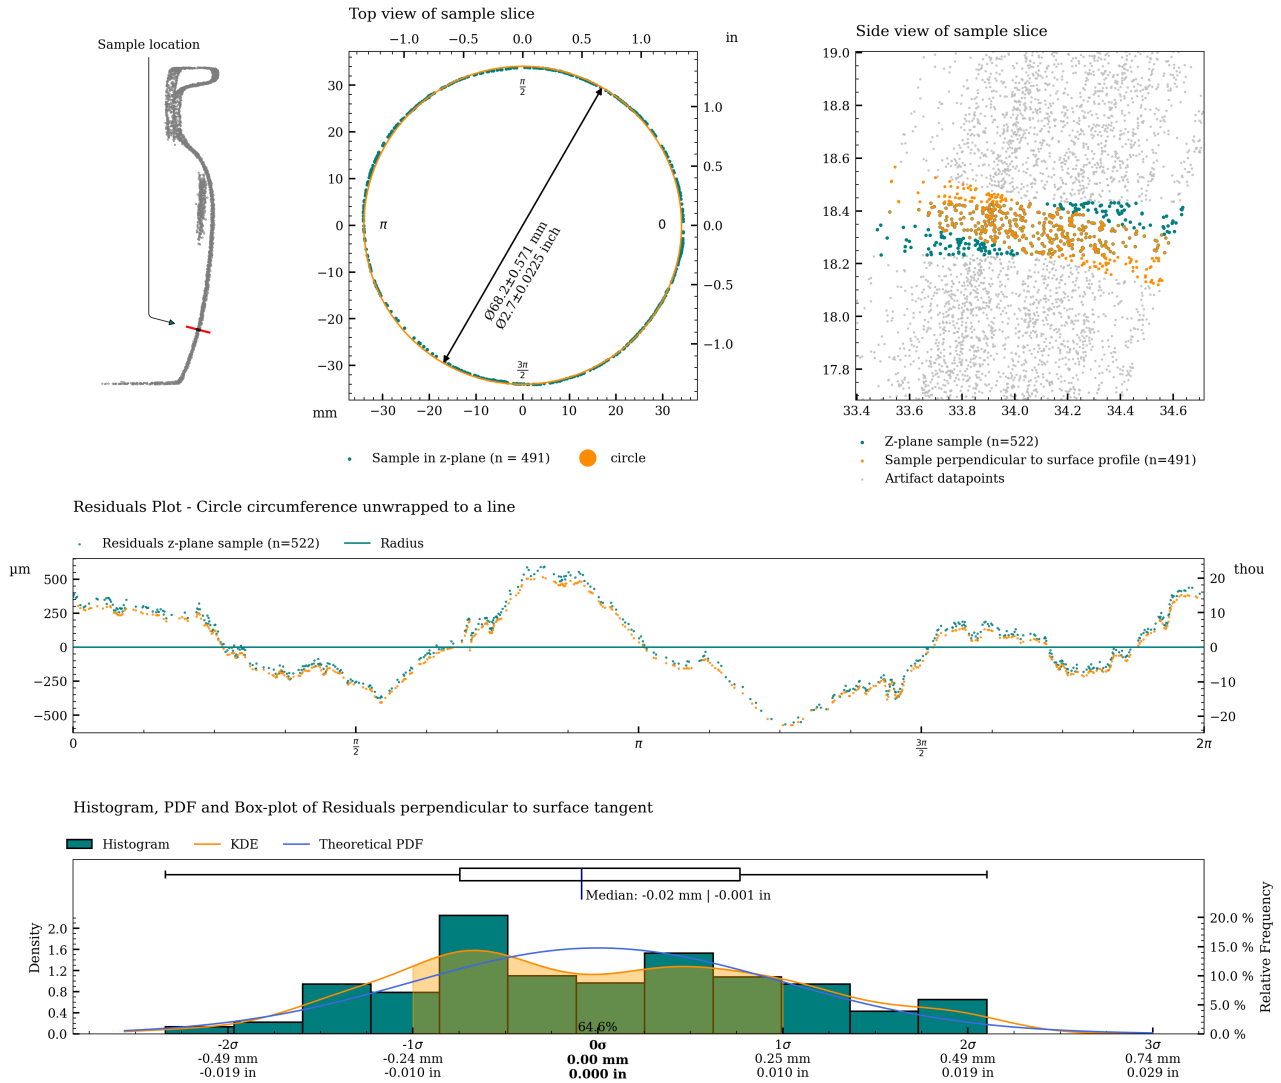 Sample location
Top view of sample slice
−1.0 −0.5 0.0 0.5 1.0 in
30
20
10
0
−10
−20
−30
1.0
0.5
0.0
−0.5
−1.0
π/2
π
0
3π/2
Ø68.2±0.571 mm
Ø2.7±0.0225 inch
mm −30 −20 −10 0 10 20 30
Sample in z-plane (n = 491) circle
Side view of sample slice
19.0
18.8
18.6
18.4
18.2
18.0
17.8
33.4 33.6 33.8 34.0 34.2 34.4 34.6
Z-plane sample (n=522)
Sample perpendicular to surface profile (n=491)
Artifact datapoints
Residuals Plot - Circle circumference unwrapped to a line
Residuals z-plane sample (n=522) Radius
µm thou
500
250
0
−250
−500
20
10
0
−10
−20
0 π/2 π 3π/2 2π
Histogram, PDF and Box-plot of Residuals perpendicular to surface tangent
Histogram KDE Theoretical PDF
Median: -0.02 mm | -0.001 in
Density
2.0
1.6
1.2
0.8
0.4
0.0
Relative Frequency
20.0 %
15.0 %
10.0 %
5.0 %
0.0 %
64.6%
-2σ -1σ 0σ 1σ 2σ 3σ
-0.49 mm -0.24 mm 0.00 mm 0.25 mm 0.49 mm 0.74 mm
-0.019 in -0.010 in 0.000 in 0.010 in 0.019 in 0.029 in